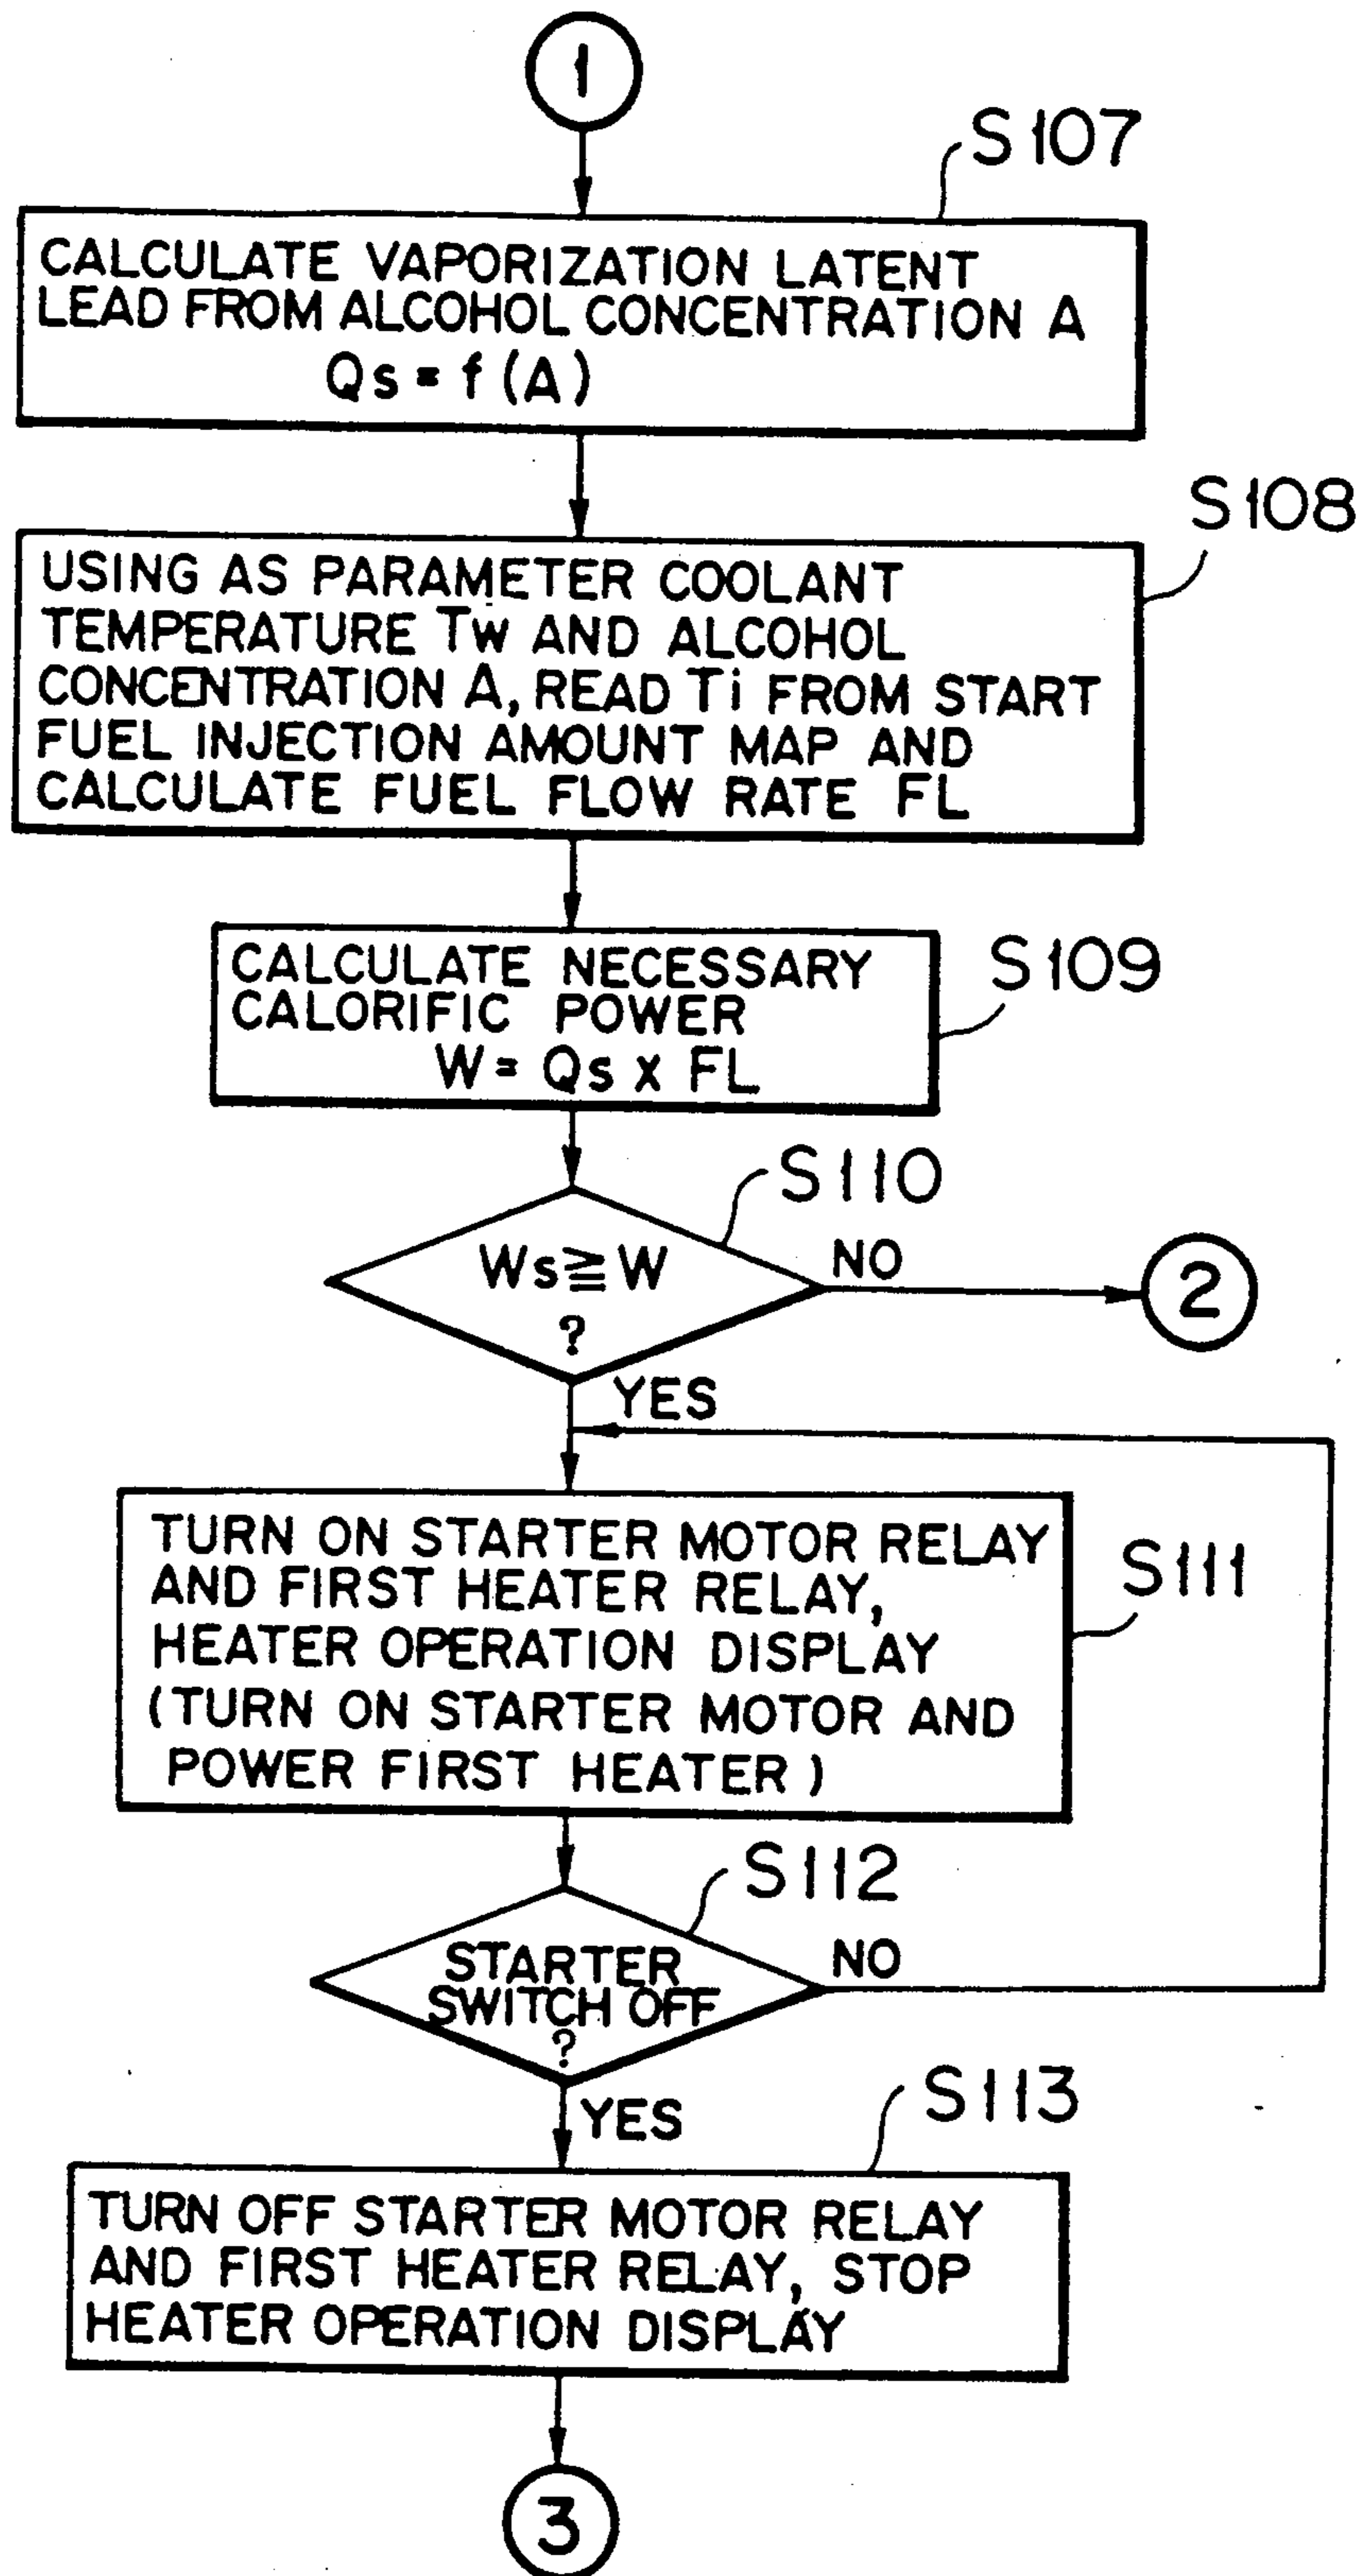 1
S107
CALCULATE VAPORIZATION LATENT
LEAD FROM ALCOHOL CONCENTRATION A
Qs = f (A)
S108
USING AS PARAMETER COOLANT
TEMPERATURE Tw AND ALCOHOL
CONCENTRATION A, READ Ti FROM START
FUEL INJECTION AMOUNT MAP AND
CALCULATE FUEL FLOW RATE FL
S109
CALCULATE NECESSARY
CALORIFIC POWER
W = Qs x FL
S110
Ws ≧ W
?
NO
2
YES
S111
TURN ON STARTER MOTOR RELAY
AND FIRST HEATER RELAY,
HEATER OPERATION DISPLAY
(TURN ON STARTER MOTOR AND
POWER FIRST HEATER)
S112
STARTER
SWITCH OFF
?
NO
YES
S113
TURN OFF STARTER MOTOR RELAY
AND FIRST HEATER RELAY, STOP
HEATER OPERATION DISPLAY
3